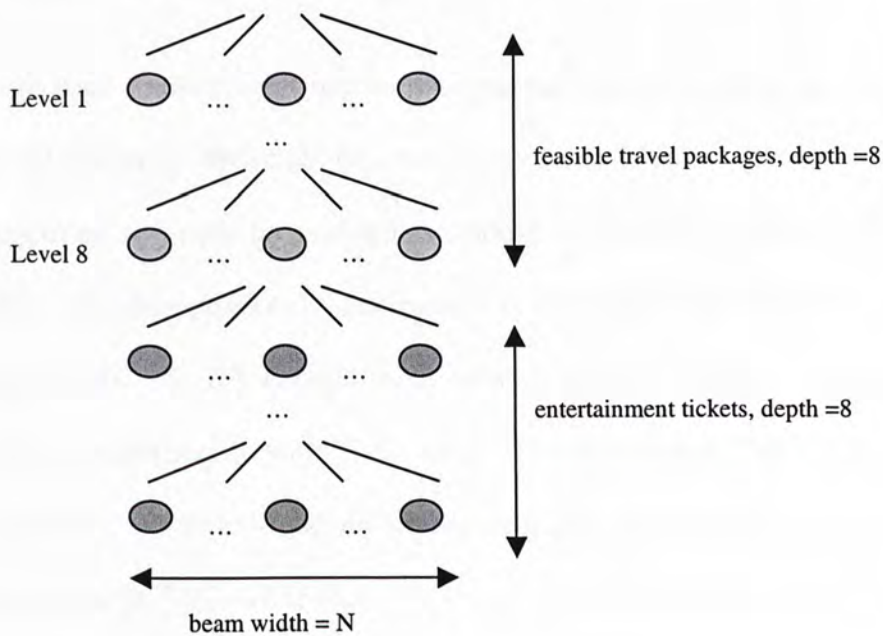 Level 1
... ...
...
feasible travel packages, depth =8
Level 8
... ...
... ...
...
entertainment tickets, depth =8
... ...
beam width = N